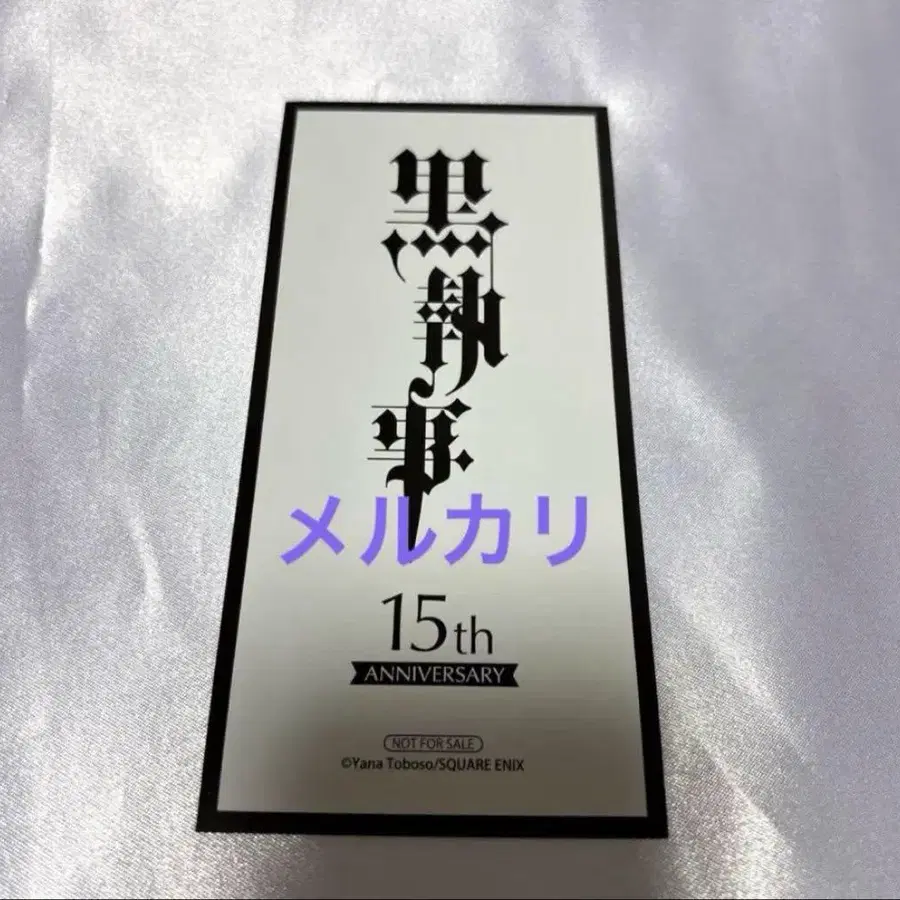 黒執事
メルカリ
15th
ANNIVERSARY
NOT FOR SALE
©Yana Toboso/SQUARE ENIX